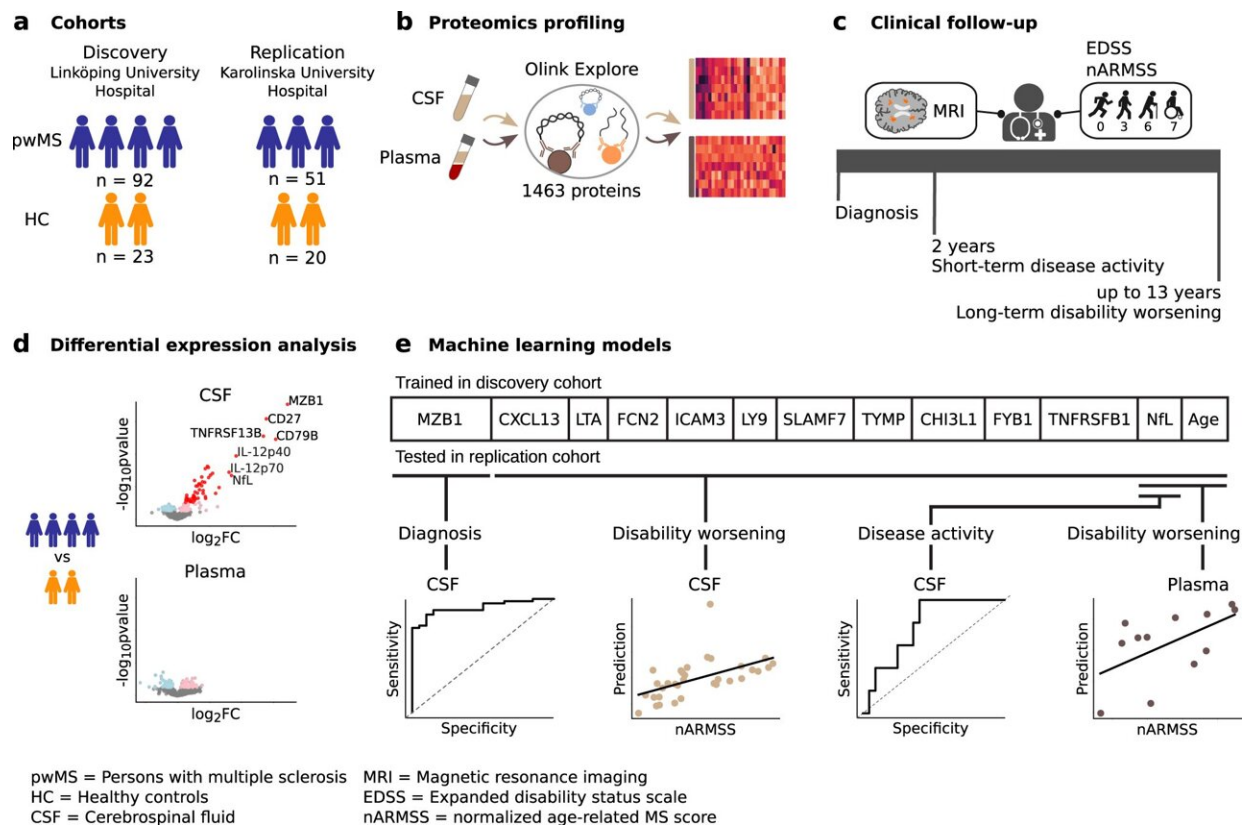 a Cohorts
Discovery
Linköping University
Hospital
Replication
Karolinska University
Hospital
pwMS
n = 92
n = 51
HC
n = 23
n = 20
b Proteomics profiling
CSF
Plasma
Olink Explore
1463 proteins
c Clinical follow-up
MRI
EDSS
nARMSS
0 3 6 7
Diagnosis
2 years
Short-term disease activity
up to 13 years
Long-term disability worsening
d Differential expression analysis
CSF
MZB1
CD27
TNFRSF13B
CD79B
IL-12p40
IL-12p70
NfL
-log10pvalue
log2FC
vs
Plasma
-log10pvalue
log2FC
e Machine learning models
Trained in discovery cohort
MZB1 CXCL13 LTA FCN2 ICAM3 LY9 SLAMF7 TYMP CHI3L1 FYB1 TNFRSFB1 NfL Age
Tested in replication cohort
Diagnosis
Disability worsening
Disease activity
Disability worsening
CSF
CSF
CSF
Plasma
Sensitivity
Specificity
Prediction
nARMSS
Sensitivity
Specificity
Prediction
nARMSS
pwMS = Persons with multiple sclerosis
HC = Healthy controls
CSF = Cerebrospinal fluid
MRI = Magnetic resonance imaging
EDSS = Expanded disability status scale
nARMSS = normalized age-related MS score